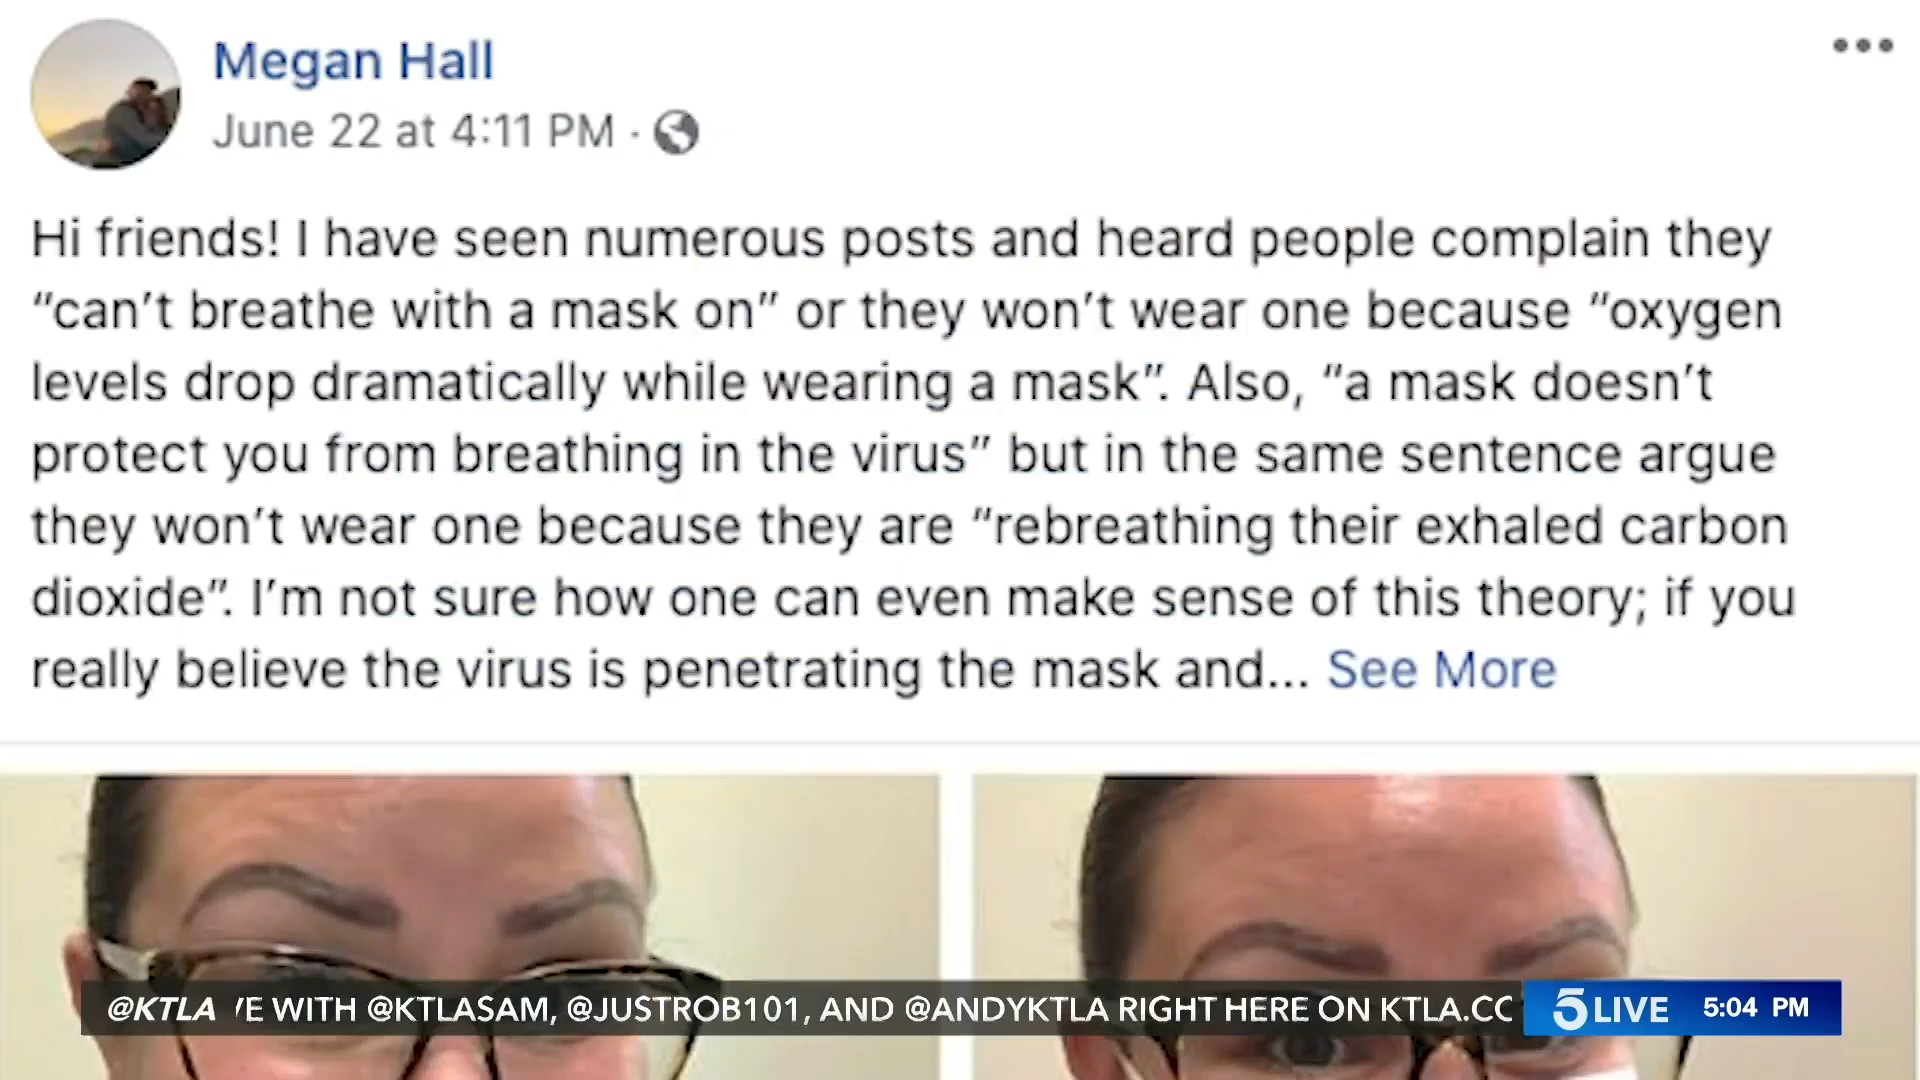 Megan Hall
June 22 at 4:11 PM ·
Hi friends! I have seen numerous posts and heard people complain they
“can’t breathe with a mask on” or they won’t wear one because “oxygen
levels drop dramatically while wearing a mask”. Also, “a mask doesn’t
protect you from breathing in the virus” but in the same sentence argue
they won’t wear one because they are “rebreathing their exhaled carbon
dioxide”. I’m not sure how one can even make sense of this theory; if you
really believe the virus is penetrating the mask and... See More
@KTLA 'E WITH @KTLASAM, @JUSTROB101, AND @ANDYKTLA RIGHT HERE ON KTLA.CC
5 LIVE 5:04 PM